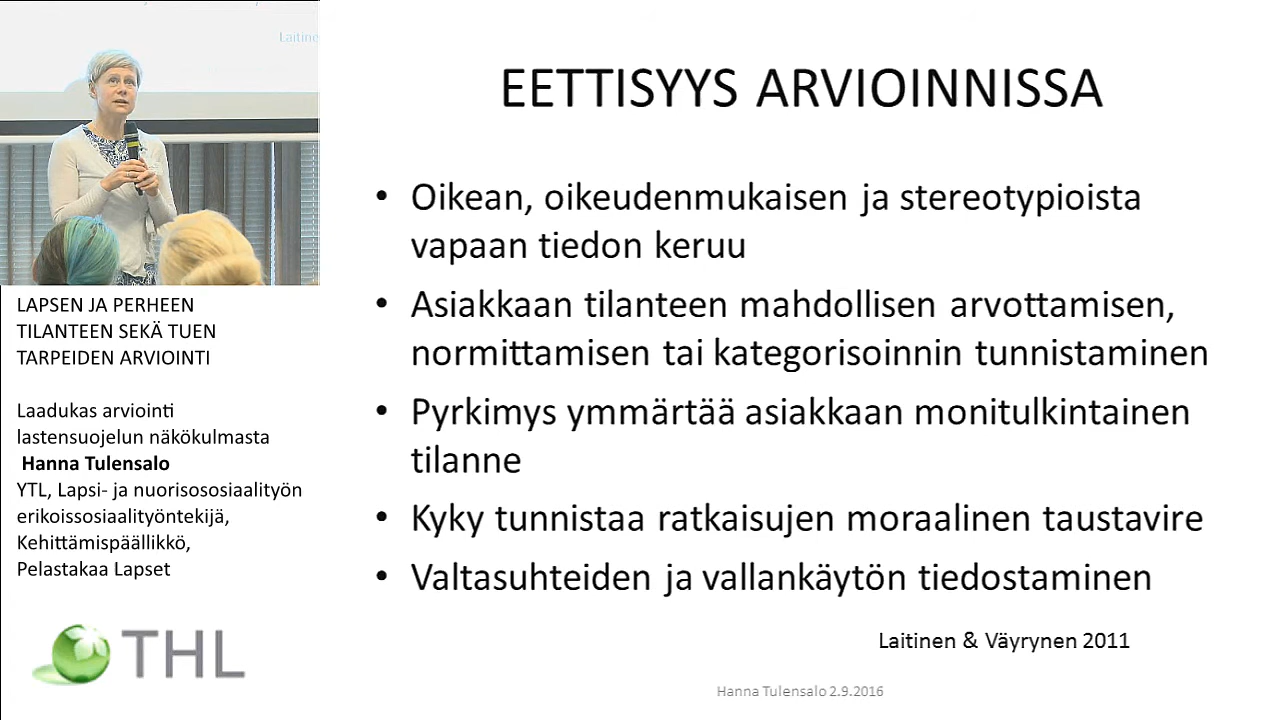 Laitine
LAPSEN JA PERHEEN
TILANTEEN SEKÄ TUEN
TARPEIDEN ARVIOINTI
Laadukas arviointi
lastensuojelun näkökulmasta
Hanna Tulensalo
YTL, Lapsi- ja nuorisososiaalityön
erikoissosiaalityöntekijä,
Kehittämispäällikkö,
Pelastakaa Lapset
THL
EETTISYYS ARVIOINNISSA
• Oikean, oikeudenmukaisen ja stereotypioista
vapaan tiedon keruu
• Asiakkaan tilanteen mahdollisen arvottamisen,
normittamisen tai kategorisoinnin tunnistaminen
• Pyrkimys ymmärtää asiakkaan monitulkintainen
tilanne
• Kyky tunnistaa ratkaisujen moraalinen taustavire
• Valtasuhteiden ja vallankäytön tiedostaminen
Laitinen & Väyrynen 2011
Hanna Tulensalo 2.9.2016